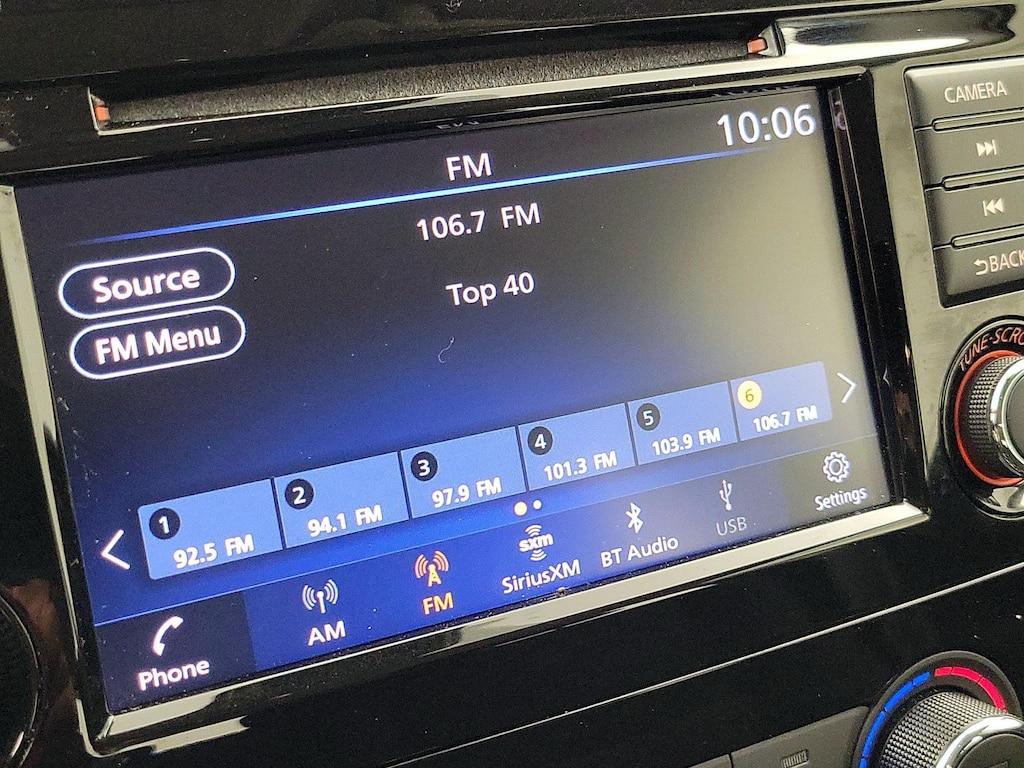 10:06
FM
106.7 FM
Source
Top 40
FM Menu
1
92.5 FM
2
94.1 FM
3
97.9 FM
4
101.3 FM
5
103.9 FM
6
106.7 FM
Phone
AM
FM
sxm
SiriusXM
BT Audio
USB
Settings
CAMERA
BACK
TUNE-SCRO